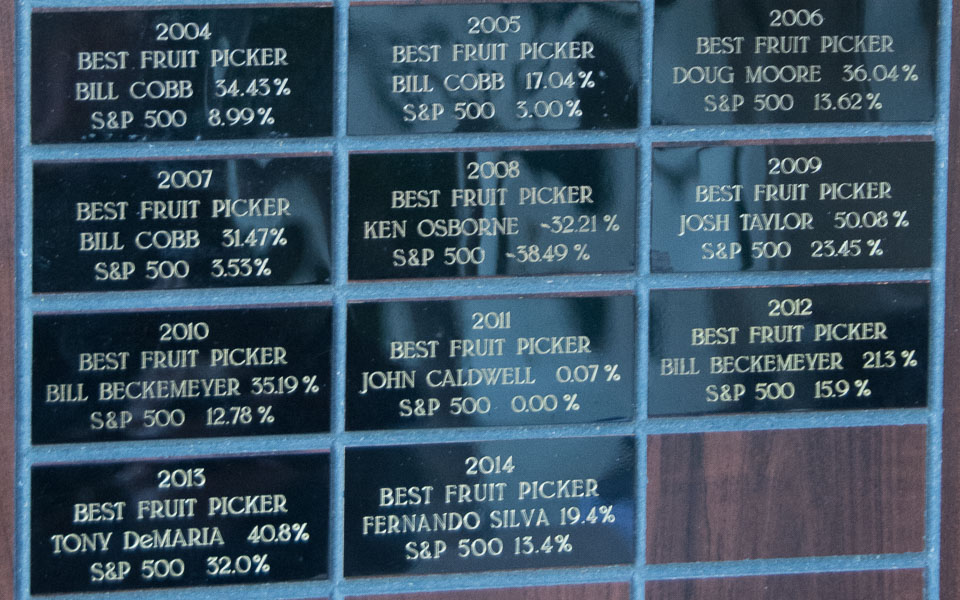 2004
BEST FRUIT PICKER
BILL COBB 34.43%
S&P 500 8.99%
2005
BEST FRUIT PICKER
BILL COBB 17.04%
S&P 500 3.00%
2006
BEST FRUIT PICKER
DOUG MOORE 36.04%
S&P 500 13.62%
2007
BEST FRUIT PICKER
BILL COBB 31.47%
S&P 500 3.53%
2008
BEST FRUIT PICKER
KEN OSBORNE -32.21%
S&P 500 -38.49%
2009
BEST FRUIT PICKER
JOSH TAYLOR 50.08%
S&P 500 23.45%
2010
BEST FRUIT PICKER
BILL BECKEMEYER 35.19%
S&P 500 12.78%
2011
BEST FRUIT PICKER
JOHN CALDWELL 0.07%
S&P 500 0.00%
2012
BEST FRUIT PICKER
BILL BECKEMEYER 21.3%
S&P 500 15.9%
2013
BEST FRUIT PICKER
TONY DeMARIA 40.8%
S&P 500 32.0%
2014
BEST FRUIT PICKER
FERNANDO SILVA 19.4%
S&P 500 13.4%